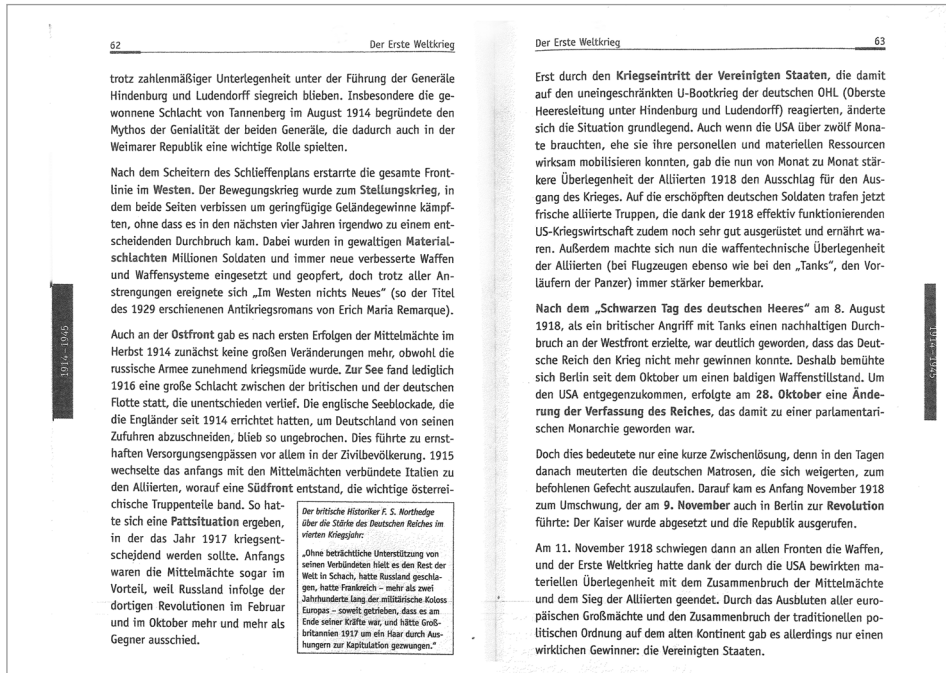 62 Der Erste Weltkrieg
trotz zahlenmäßiger Unterlegenheit unter der Führung der Generäle
Hindenburg und Ludendorff siegreich blieben. Insbesondere die ge-
wonnene Schlacht von Tannenberg im August 1914 begründete den
Mythos der Genialität der beiden Generäle, die dadurch auch in der
Weimarer Republik eine wichtige Rolle spielten.
Nach dem Scheitern des Schlieffenplans erstarrte die gesamte Front-
linie im Westen. Der Bewegungskrieg wurde zum Stellungskrieg, in
dem beide Seiten verbissen um geringfügige Geländegewinne kämpf-
ten, ohne dass es in den nächsten vier Jahren irgendwo zu einem ent-
scheidenden Durchbruch kam. Dabei wurden in gewaltigen Material-
schlachten Millionen Soldaten und immer neue verbesserte Waffen
und Waffensysteme eingesetzt und geopfert, doch trotz aller An-
strengungen ereignete sich „Im Westen nichts Neues“ (so der Titel
des 1929 erschienenen Antikriegsromans von Erich Maria Remarque).
Auch an der Ostfront gab es nach ersten Erfolgen der Mittelmächte im
Herbst 1914 zunächst keine großen Veränderungen mehr, obwohl die
russische Armee zunehmend kriegsmüde wurde. Zur See fand lediglich
1916 eine große Schlacht zwischen der britischen und der deutschen
Flotte statt, die unentschieden verlief. Die englische Seeblockade, die
die Engländer seit 1914 errichtet hatten, um Deutschland von seinen
Zufuhren abzuschneiden, blieb so ungebrochen. Dies führte zu ernst-
haften Versorgungsengpässen vor allem in der Zivilbevölkerung. 1915
wechselte das anfangs mit den Mittelmächten verbündete Italien zu
den Alliierten, worauf eine Südfront entstand, die wichtige österrei-
chische Truppenteile band. So hat-
te sich eine Pattsituation ergeben,
in der das Jahr 1917 kriegsent-
scheidend werden sollte. Anfangs
waren die Mittelmächte sogar im
Vorteil, weil Russland infolge der
dortigen Revolutionen im Februar
und im Oktober mehr und mehr als
Gegner ausschied.
Der britische Historiker F. S. Northedge
über die Stärke des Deutschen Reiches im
vierten Kriegsjahr:
„Ohne beträchtliche Unterstützung von
seinen Verbündeten hielt es den Rest der
Welt in Schach, hatte Russland geschla-
gen, hatte Frankreich – mehr als zwei
Jahrhunderte lang der militärische Koloss
Europas – soweit getrieben, dass es am
Ende seiner Kräfte war, und hätte Groß-
britannien 1917 um ein Haar durch Aus-
hungern zur Kapitulation gezwungen.“
1914–1945
Der Erste Weltkrieg 63
Erst durch den Kriegseintritt der Vereinigten Staaten, die damit
auf den uneingeschränkten U-Bootkrieg der deutschen OHL (Oberste
Heeresleitung unter Hindenburg und Ludendorff) reagierten, änderte
sich die Situation grundlegend. Auch wenn die USA über zwölf Mona-
te brauchten, ehe sie ihre personellen und materiellen Ressourcen
wirksam mobilisieren konnten, gab die nun von Monat zu Monat stär-
kere Überlegenheit der Alliierten 1918 den Ausschlag für den Aus-
gang des Krieges. Auf die erschöpften deutschen Soldaten trafen jetzt
frische alliierte Truppen, die dank der 1918 effektiv funktionierenden
US-Kriegswirtschaft zudem noch sehr gut ausgerüstet und ernährt wa-
ren. Außerdem machte sich nun die waffentechnische Überlegenheit
der Alliierten (bei Flugzeugen ebenso wie bei den „Tanks“, den Vor-
läufern der Panzer) immer stärker bemerkbar.
Nach dem „Schwarzen Tag des deutschen Heeres“ am 8. August
1918, als ein britischer Angriff mit Tanks einen nachhaltigen Durch-
bruch an der Westfront erzielte, war deutlich geworden, dass das Deut-
sche Reich den Krieg nicht mehr gewinnen konnte. Deshalb bemühte
sich Berlin seit dem Oktober um einen baldigen Waffenstillstand. Um
den USA entgegenzukommen, erfolgte am 28. Oktober eine Ände-
rung der Verfassung des Reiches, das damit zu einer parlamentari-
schen Monarchie geworden war.
Doch dies bedeutete nur eine kurze Zwischenlösung, denn in den Tagen
danach meuterten die deutschen Matrosen, die sich weigerten, zum
befohlenen Gefecht auszulaufen. Darauf kam es Anfang November 1918
zum Umschwung, der am 9. November auch in Berlin zur Revolution
führte: Der Kaiser wurde abgesetzt und die Republik ausgerufen.
Am 11. November 1918 schwiegen dann an allen Fronten die Waffen,
und der Erste Weltkrieg hatte dank der durch die USA bewirkten ma-
teriellen Überlegenheit mit dem Zusammenbruch der Mittelmächte
und dem Sieg der Alliierten geendet. Durch das Ausbluten aller euro-
päischen Großmächte und den Zusammenbruch der traditionellen po-
litischen Ordnung auf dem alten Kontinent gab es allerdings nur einen
wirklichen Gewinner: die Vereinigten Staaten.
1914–1945